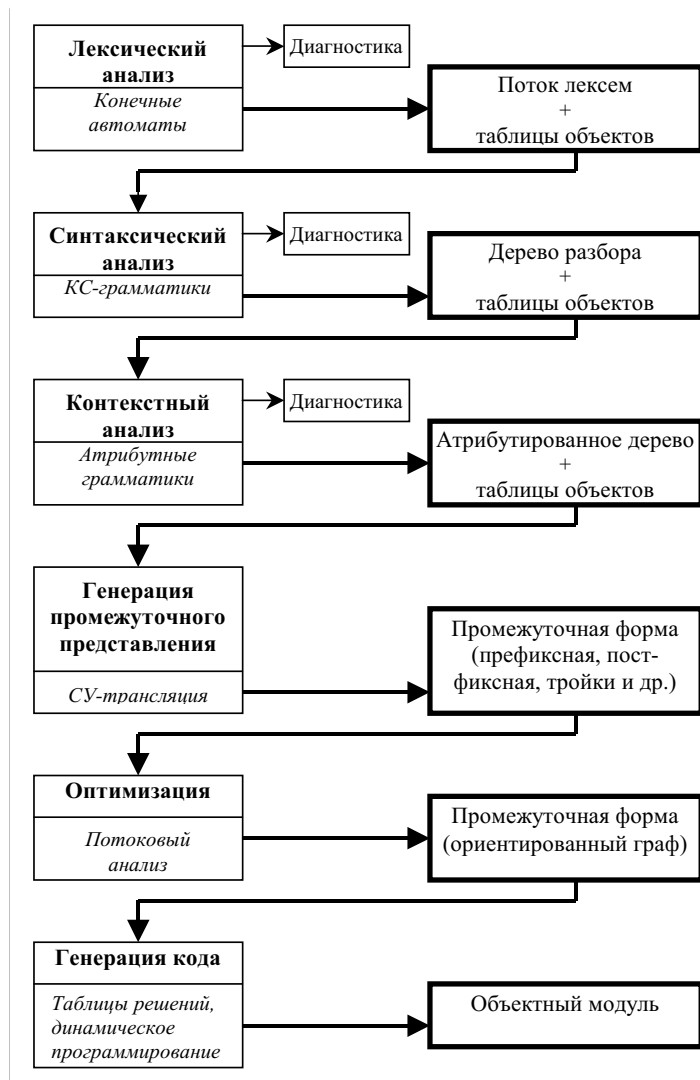 Лексический
анализ
Диагностика
Конечные
автоматы
Поток лексем
+
таблицы объектов
Синтаксический
анализ
Диагностика
КС-грамматики
Дерево разбора
+
таблицы объектов
Контекстный
анализ
Диагностика
Атрибутные
грамматики
Атрибутированное дерево
+
таблицы объектов
Генерация
промежуточного
представления
СУ-трансляция
Промежуточная форма
(префиксная, пост-
фиксная, тройки и др.)
Оптимизация
Потоковый
анализ
Промежуточная форма
(ориентированный граф)
Генерация кода
Таблицы решений,
динамическое
программирование
Объектный модуль